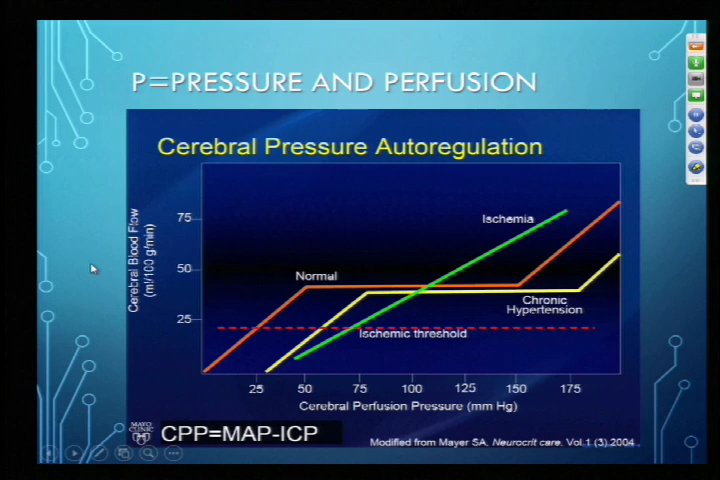 P=PRESSURE AND PERFUSION
Cerebral Pressure Autoregulation
Cerebral Blood Flow
(ml/100 g/min)
75
50
25
Ischemia
Normal
Chronic
Hypertension
Ischemic threshold
25 50 75 100 125 150 175
Cerebral Perfusion Pressure (mm Hg)
MAYO
CLINIC
CPP=MAP-ICP
Modified from Mayer SA. Neurocrit care. Vol.1 (3).2004